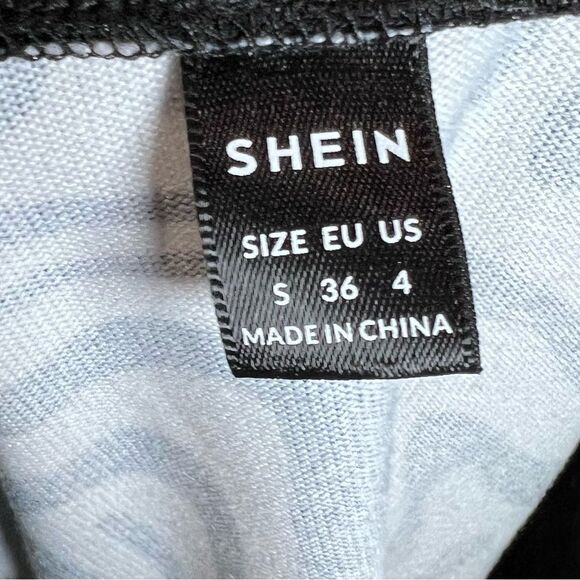 SHEIN
SIZE EU US
S 36 4
MADE IN CHINA